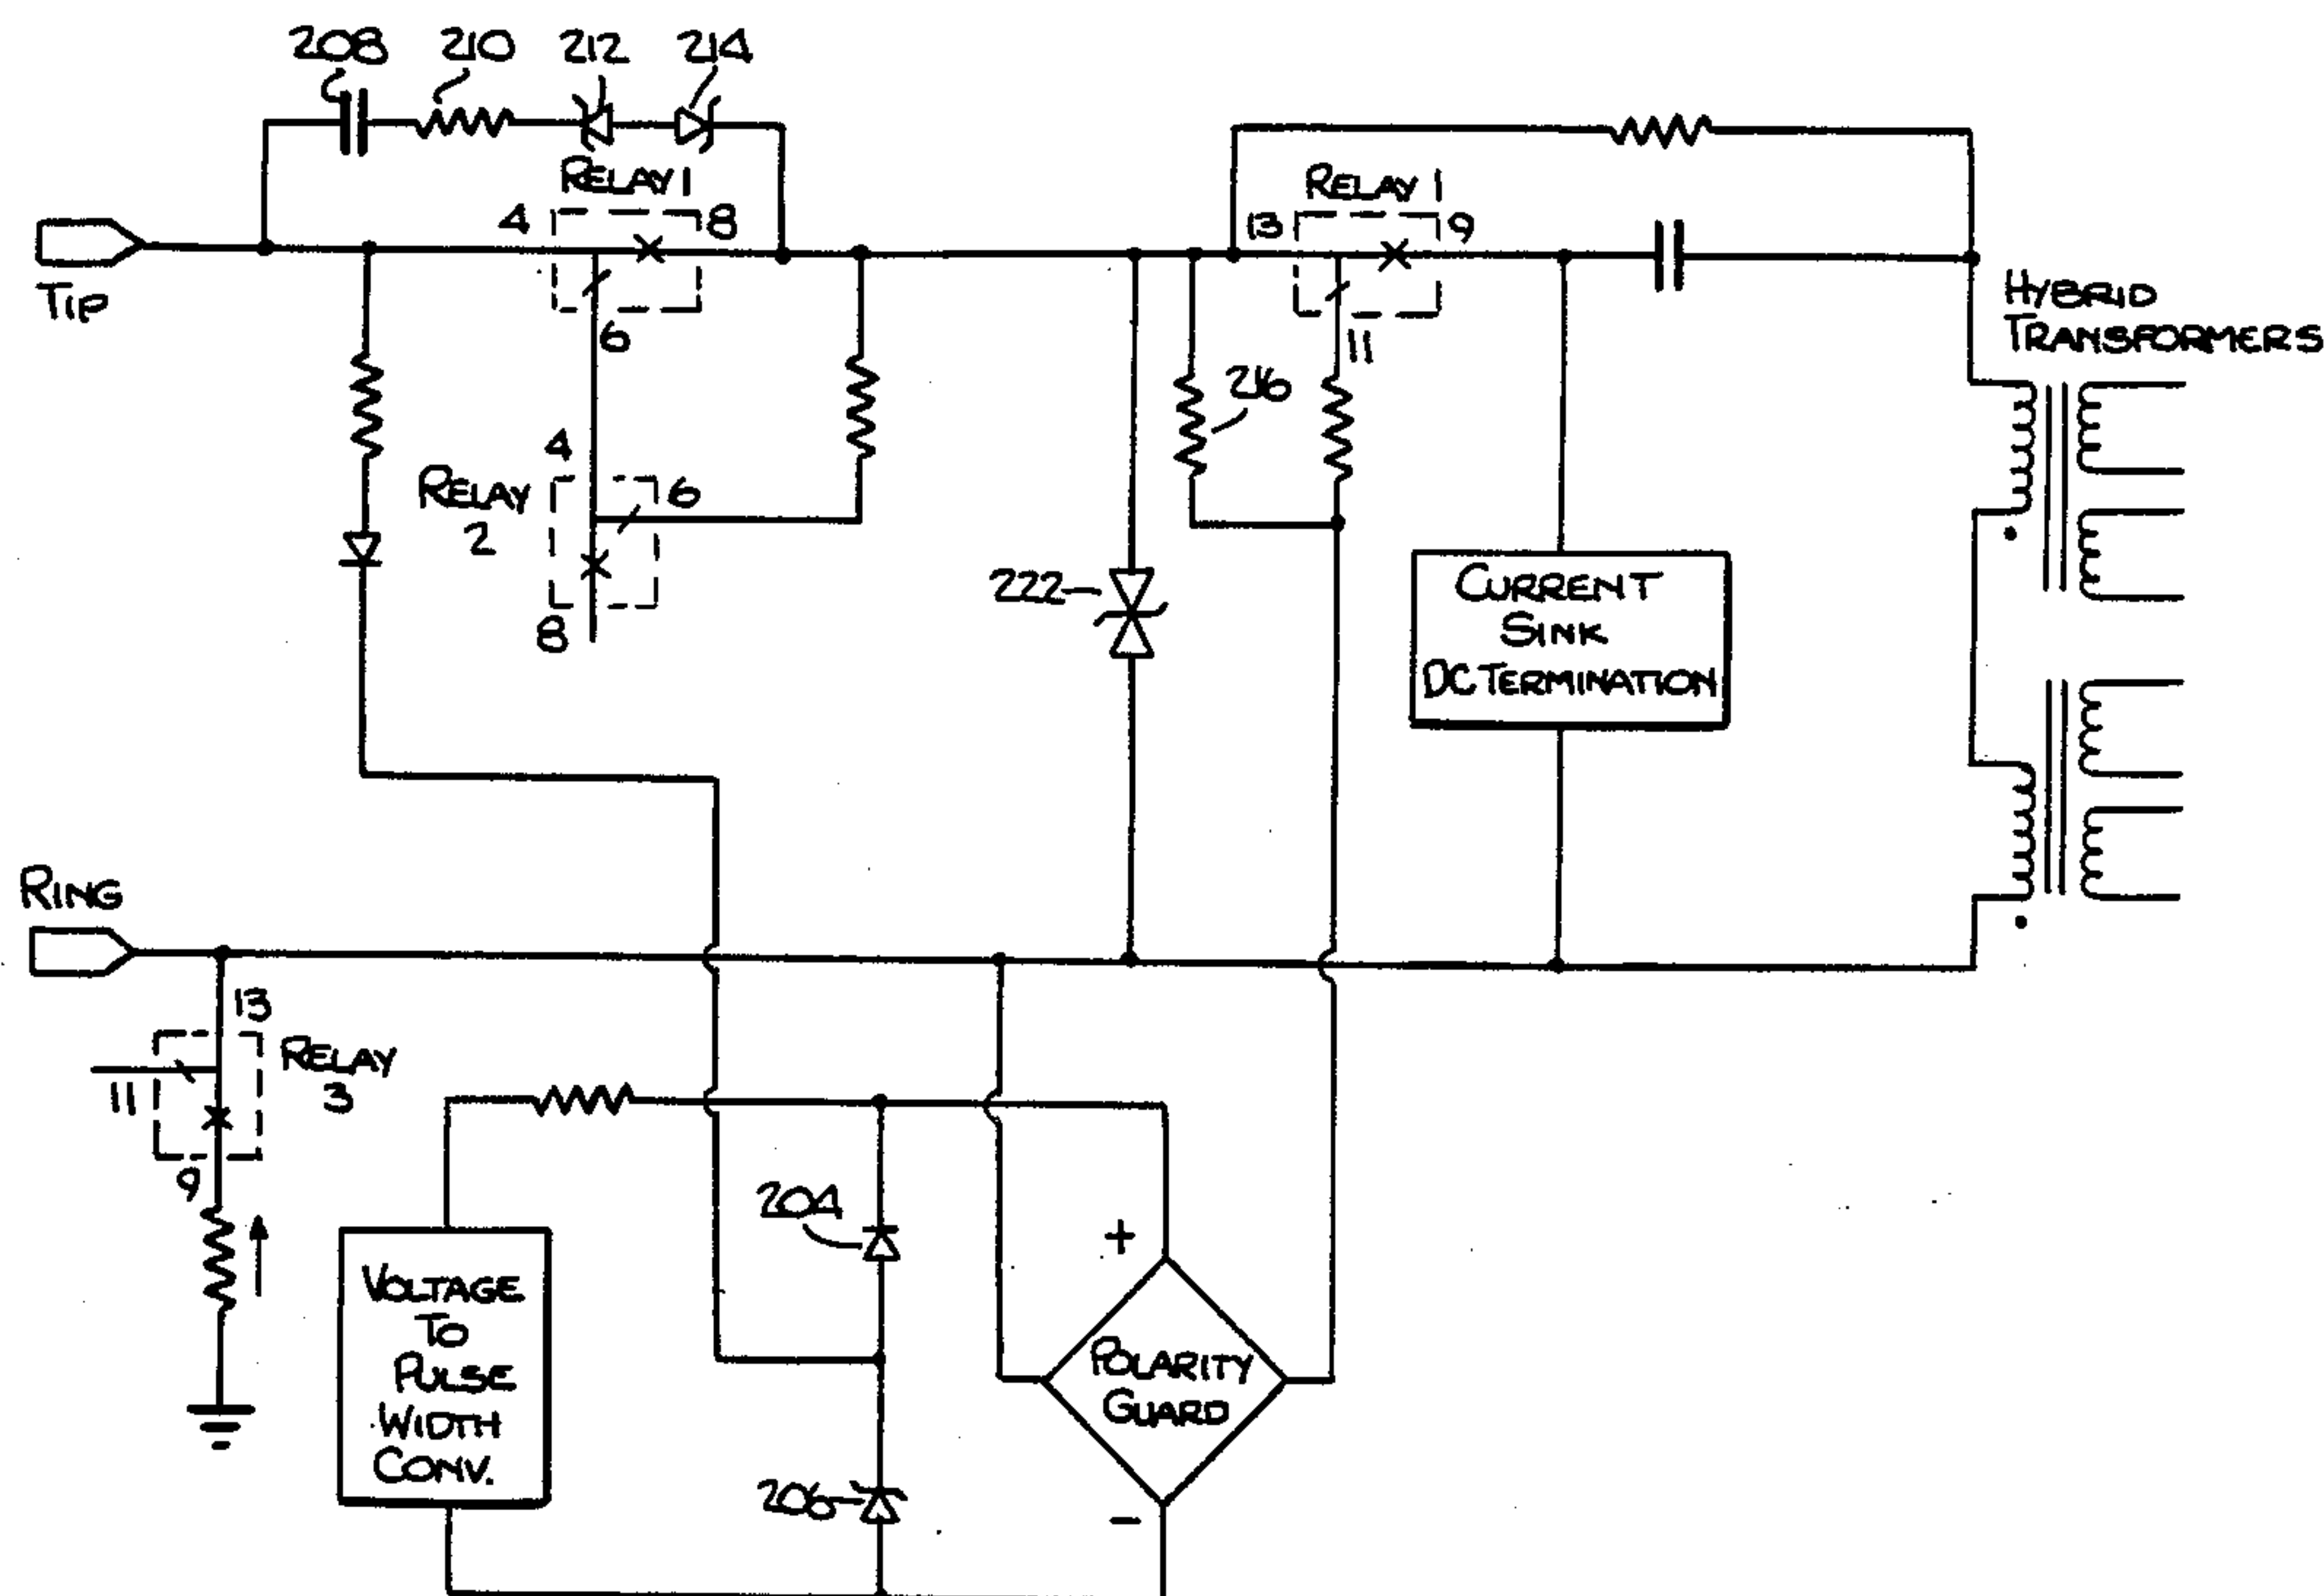 208 210 212 214
RELAY 1
4 8
6
TIP
RELAY 1
13 9
11
HYBRID
TRANSFORMERS
216
4
RELAY
2
6
8
222
CURRENT
SINK
DC TERMINATION
RING
13
RELAY
3
11
9
204
VOLTAGE
TO
PULSE
WIDTH
CONV.
+
POLARITY
GUARD
206
-